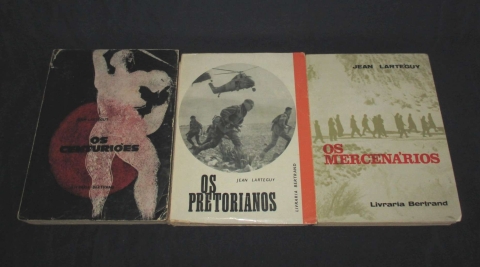 OS
CENTURIÕES
JEAN LARTEGUY
OS
PRETORIANOS
LIVRARIA BERTRAND
JEAN LARTEGUY
OS
MERCENÁRIOS
Livraria Bertrand